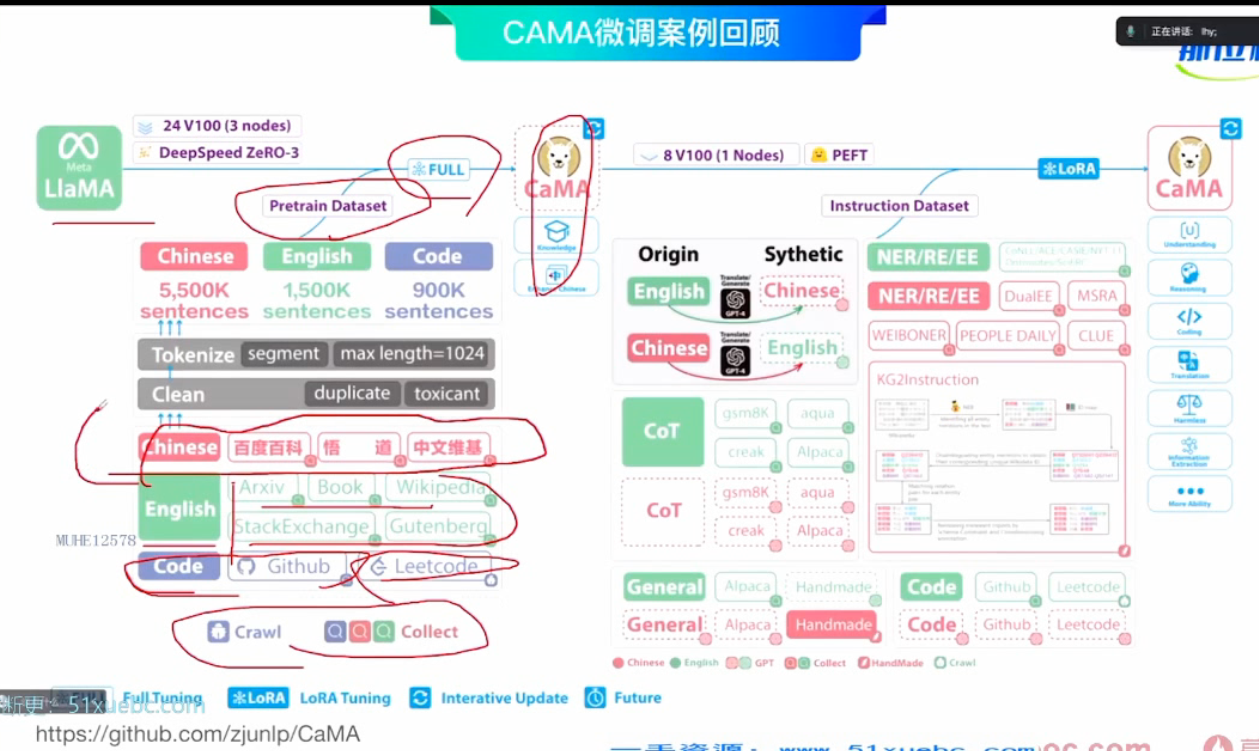 CAMA微调案例回顾
正在讲话: lhy;
24 V100 (3 nodes)
DeepSpeed ZeRO-3
Meta
LlaMA
FULL
Pretrain Dataset
CaMA
Knowledge
8 V100 (1 Nodes)
PEFT
LoRA
Instruction Dataset
CaMA
Understanding
Reasoning
Coding
Translation
Harmless
Information
Extraction
More Ability
Chinese English Code
5,500K 1,500K 900K
sentences sentences sentences
Tokenize segment max length=1024
Clean duplicate toxicant
Chinese 百度百科 悟 道 中文维基
English Arxiv Book Wikipedia
StackExchange Gutenberg
MUHE12578
Code Github Leetcode
Crawl Collect
Origin Sythetic
English Translate/ Generate GPT-4 Chinese
Chinese Translate/ Generate GPT-4 English
NER/RE/EE
NER/RE/EE DualEE MSRA
WEIBONER PEOPLE DAILY CLUE
KG2Instruction
CoT gsm8K aqua
creak Alpaca
CoT gsm8K aqua
creak Alpaca
General Alpaca Handmade
General Alpaca Handmade
Code Github Leetcode
Code Github Leetcode
Chinese English GPT Collect HandMade Crawl
Full Tuning LoRA LoRA Tuning Interative Update Future
断更: 51xuebc.com
https://github.com/zjunlp/CaMA